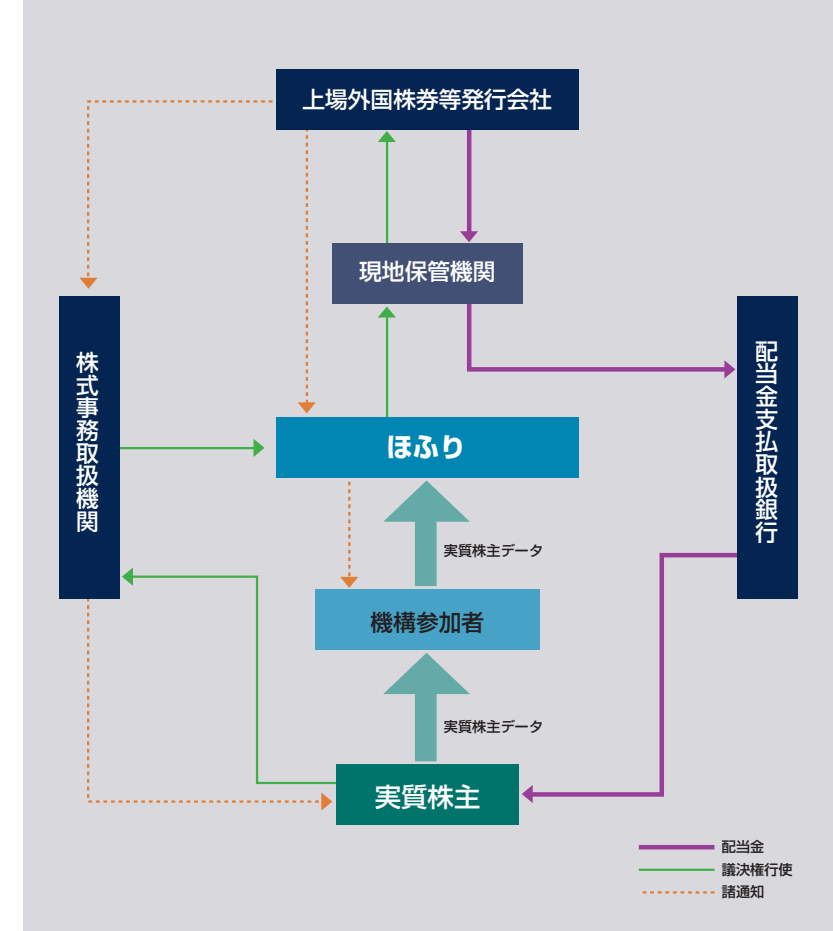 上場外国株券等発行会社
現地保管機関
株式事務取扱機関
配当金支払取扱銀行
ほふり
実質株主データ
機構参加者
実質株主データ
実質株主
配当金
議決権行使
諸通知